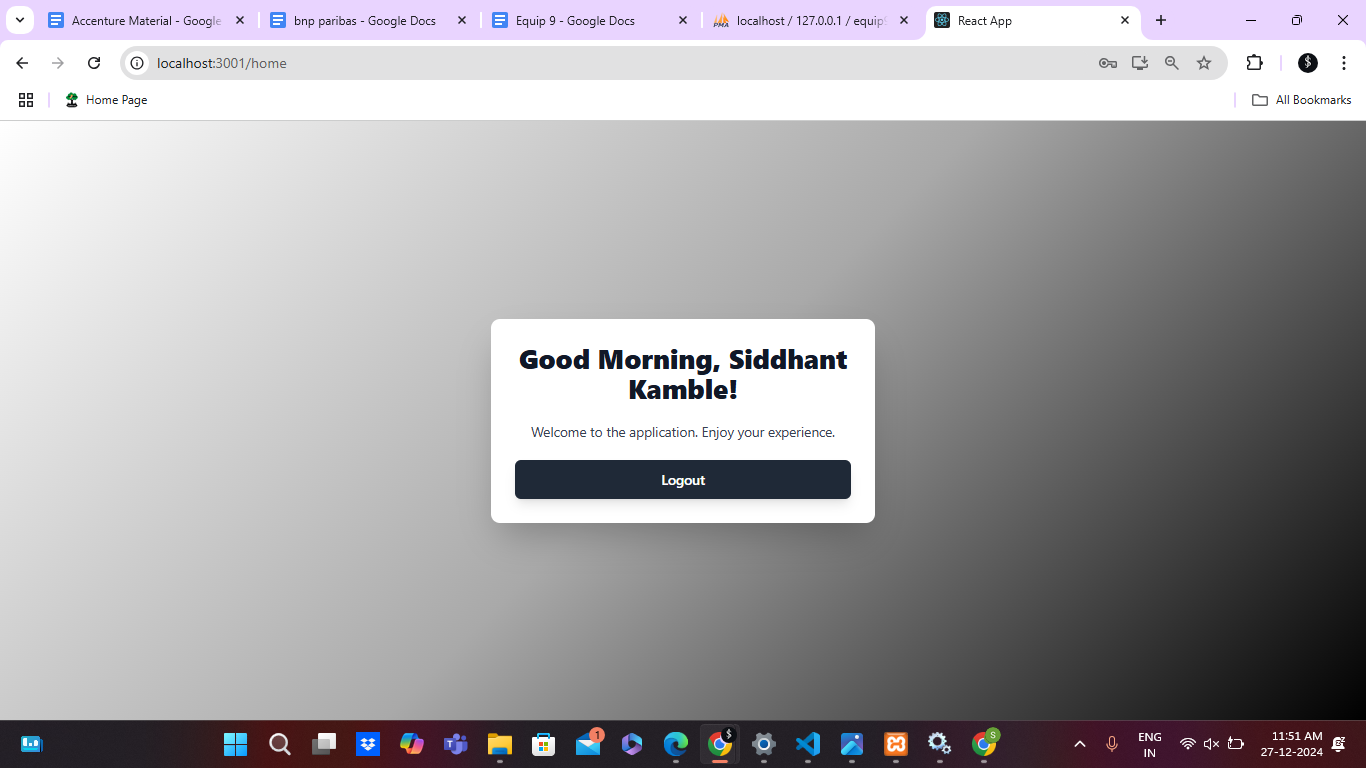 Accenture Material - Google
bnp paribas - Google Docs
Equip 9 - Google Docs
localhost / 127.0.0.1 / equip
React App
localhost:3001/home
Home Page
All Bookmarks
Good Morning, Siddhant
Kamble!
Welcome to the application. Enjoy your experience.
Logout
1
$
S
ENG
IN
11:51 AM
27-12-2024